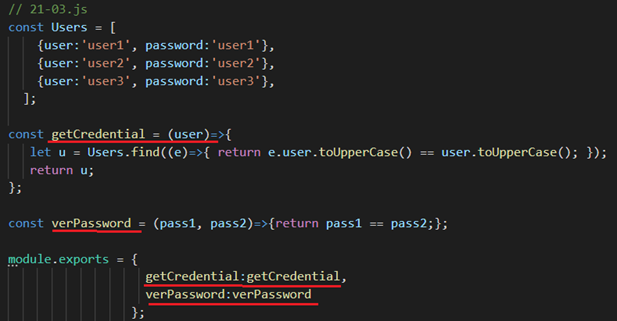 // 21-03.js
const Users = [
{user:'user1', password:'user1'},
{user:'user2', password:'user2'},
{user:'user3', password:'user3'},
];
const getCredential = (user)=>{
let u = Users.find((e)=>{ return e.user.toUpperCase() == user.toUpperCase(); });
return u;
};
const verPassword = (pass1, pass2)=>{return pass1 == pass2;};
module.exports = {
getCredential:getCredential,
verPassword:verPassword
};